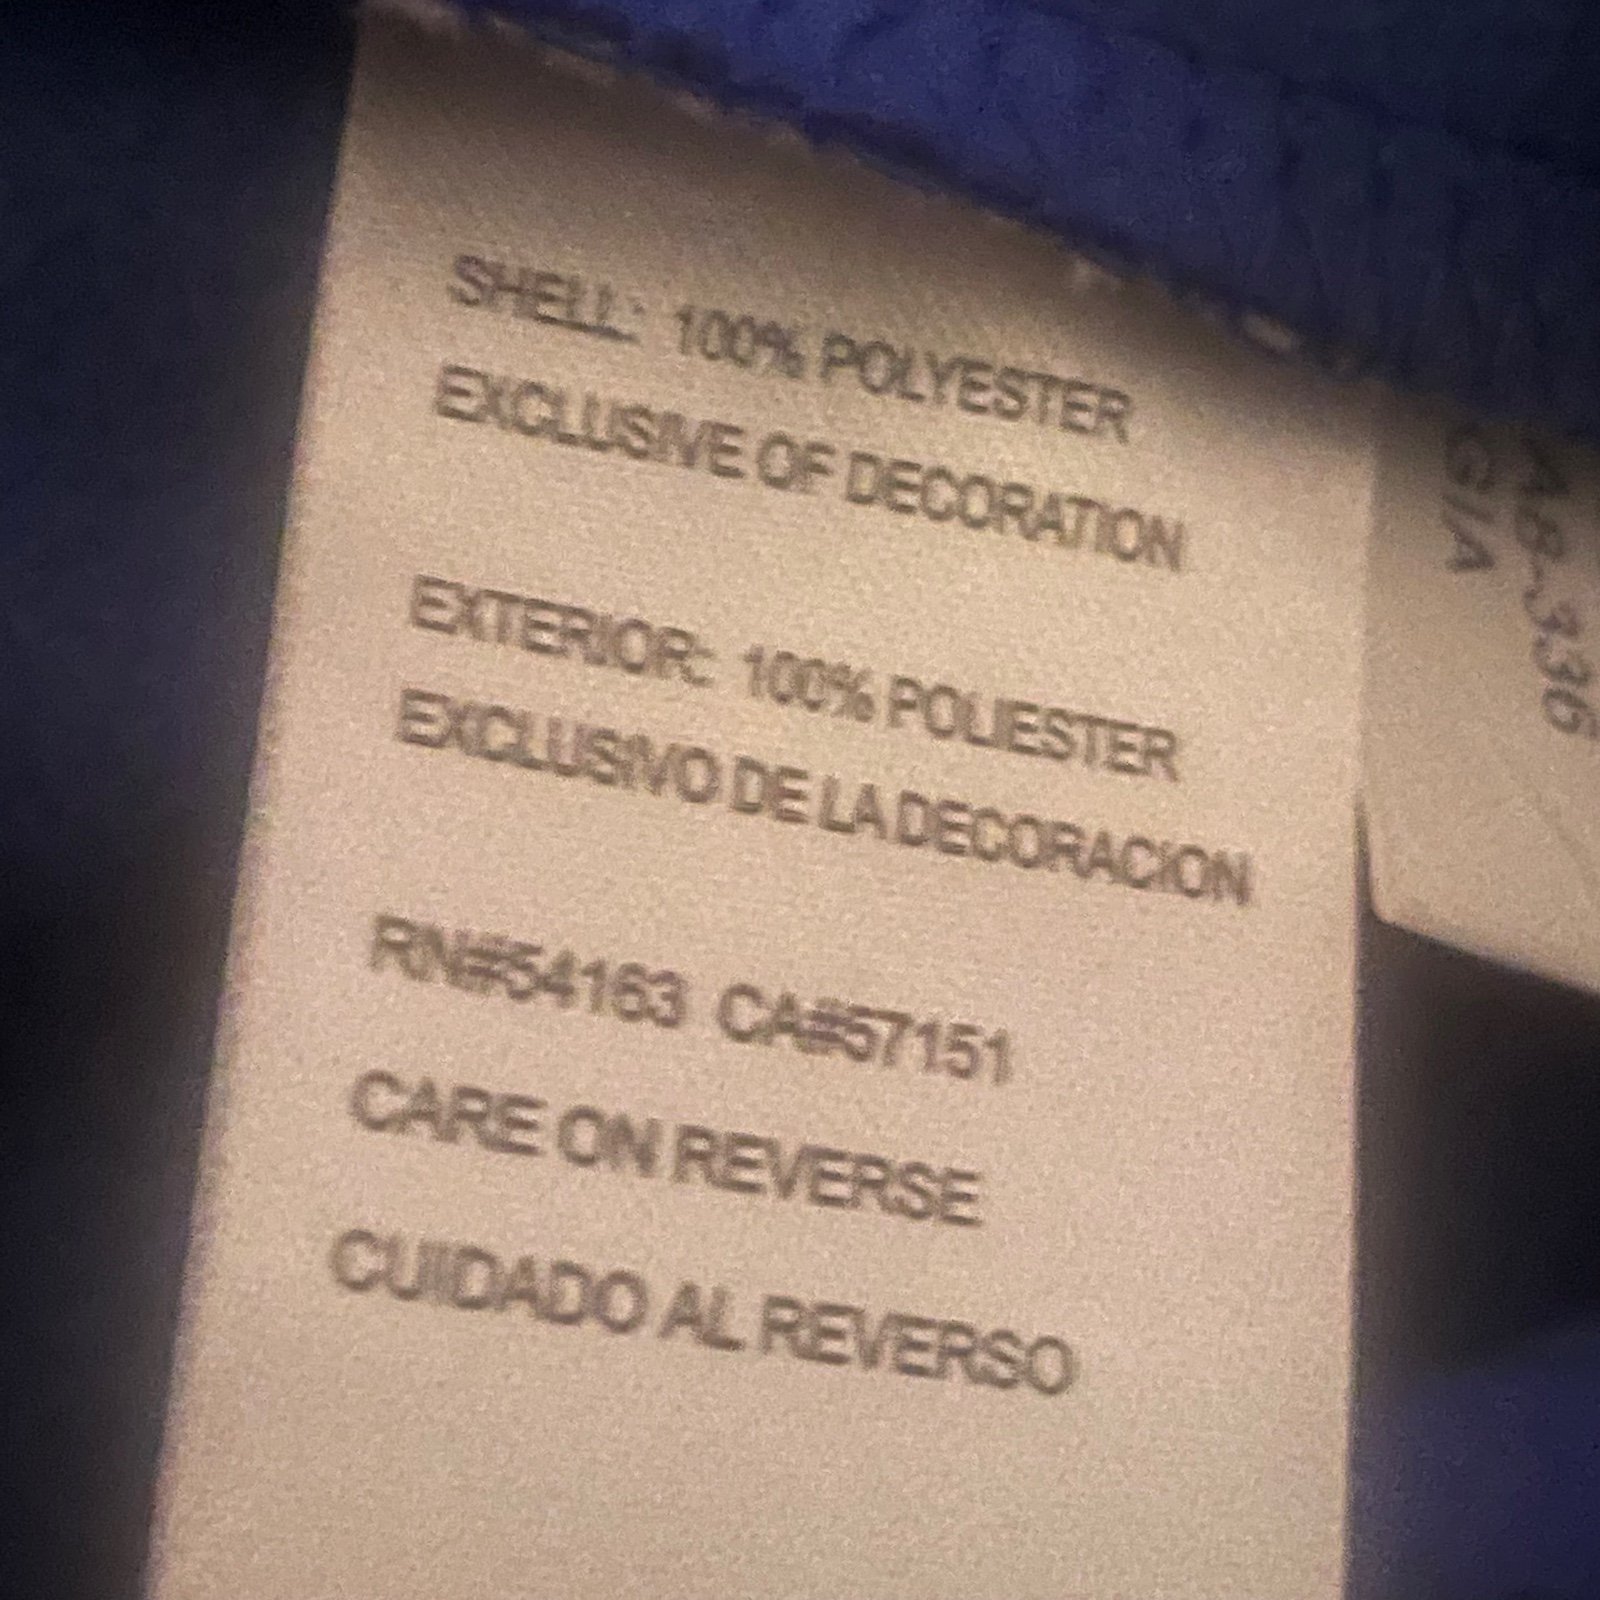 SHELL: 100% POLYESTER
EXCLUSIVE OF DECORATION
EXTERIOR: 100% POLIESTER
EXCLUSIVO DE LA DECORACION
RN#54163 CA#57151
CARE ON REVERSE
CUIDADO AL REVERSO